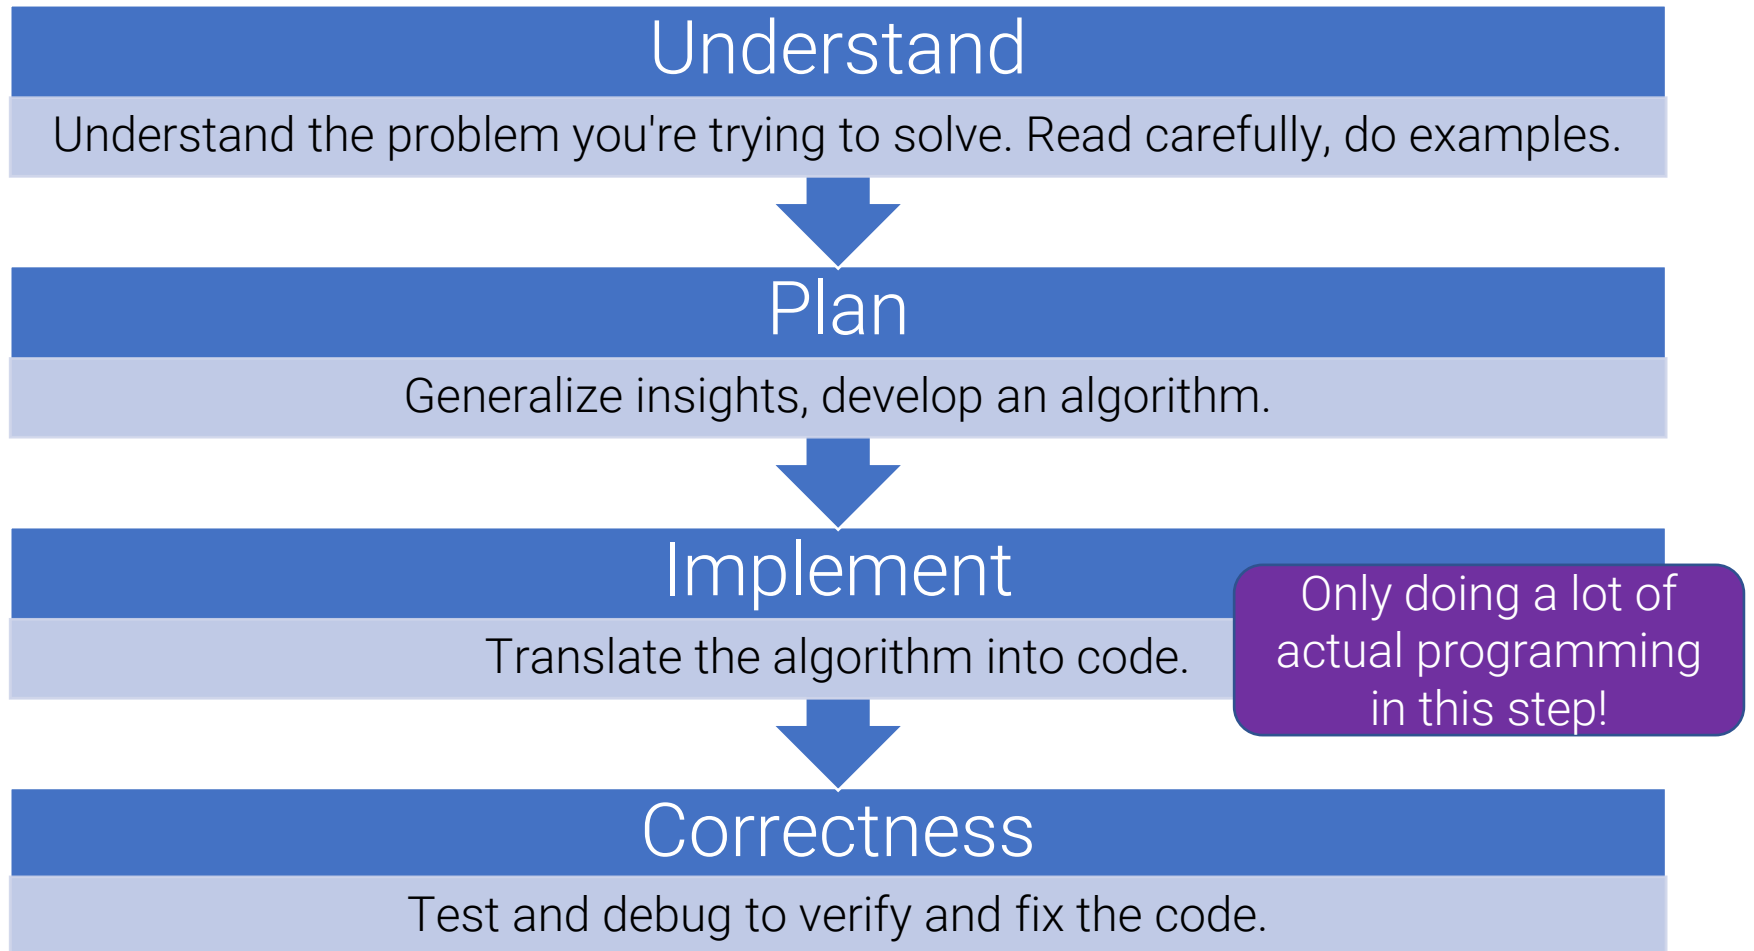 Understand
Understand the problem you're trying to solve. Read carefully, do examples.
Plan
Generalize insights, develop an algorithm.
Implement
Translate the algorithm into code.
Only doing a lot of
actual programming
in this step!
Correctness
Test and debug to verify and fix the code.